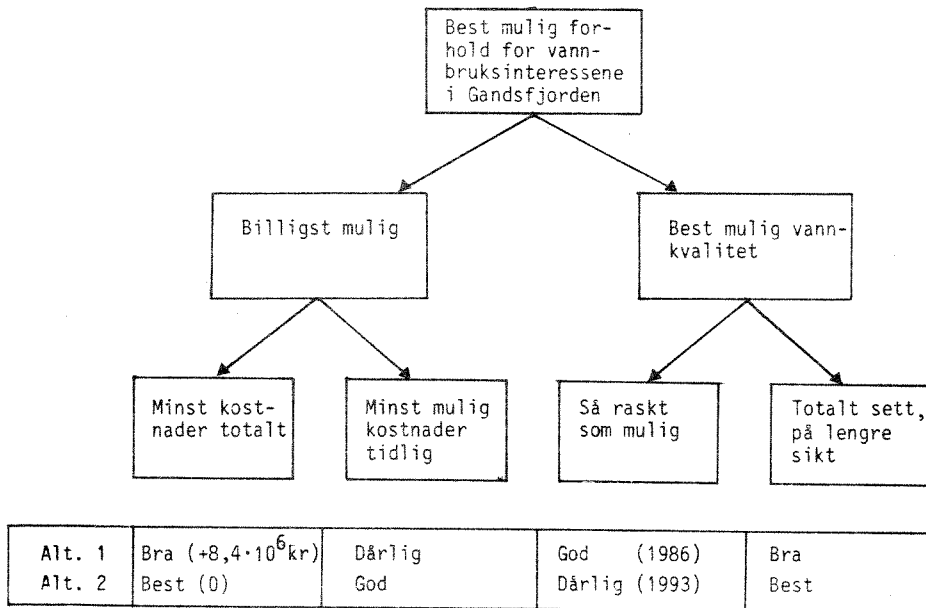 Best mulig for-
hold for vann-
bruksinteressene
i Gandsfjorden
Billigst mulig
Best mulig vann-
kvalitet
Minst kost-
nader totalt
Minst mulig
kostnader
tidlig
Så raskt
som mulig
Totalt sett,
på lengre
sikt
Alt. 1 Bra (+8,4·10⁶kr) Dårlig God (1986) Bra
Alt. 2 Best (0) God Dårlig (1993) Best